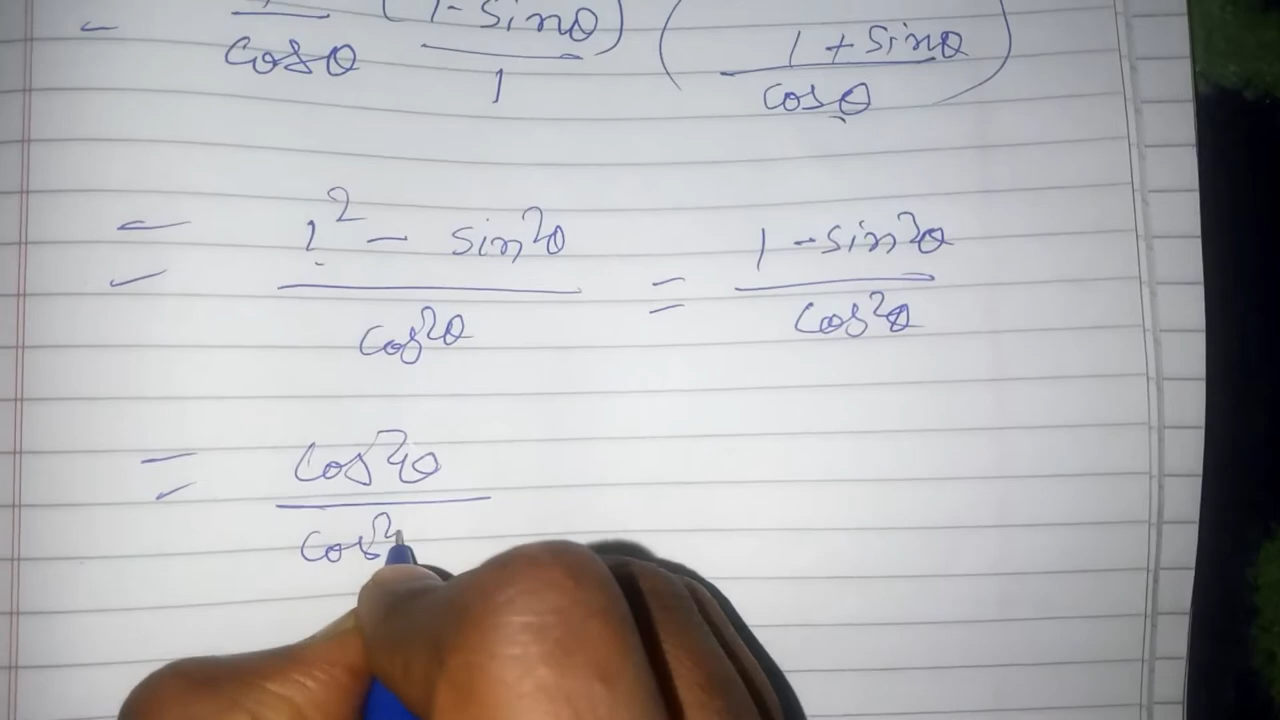 = 1/cosθ ((1 - sinθ)/1) ((1 + sinθ)/cosθ)
= (1² - sin²θ)/cos²θ = (1 - sin²θ)/cos²θ
= cos²θ/cos²